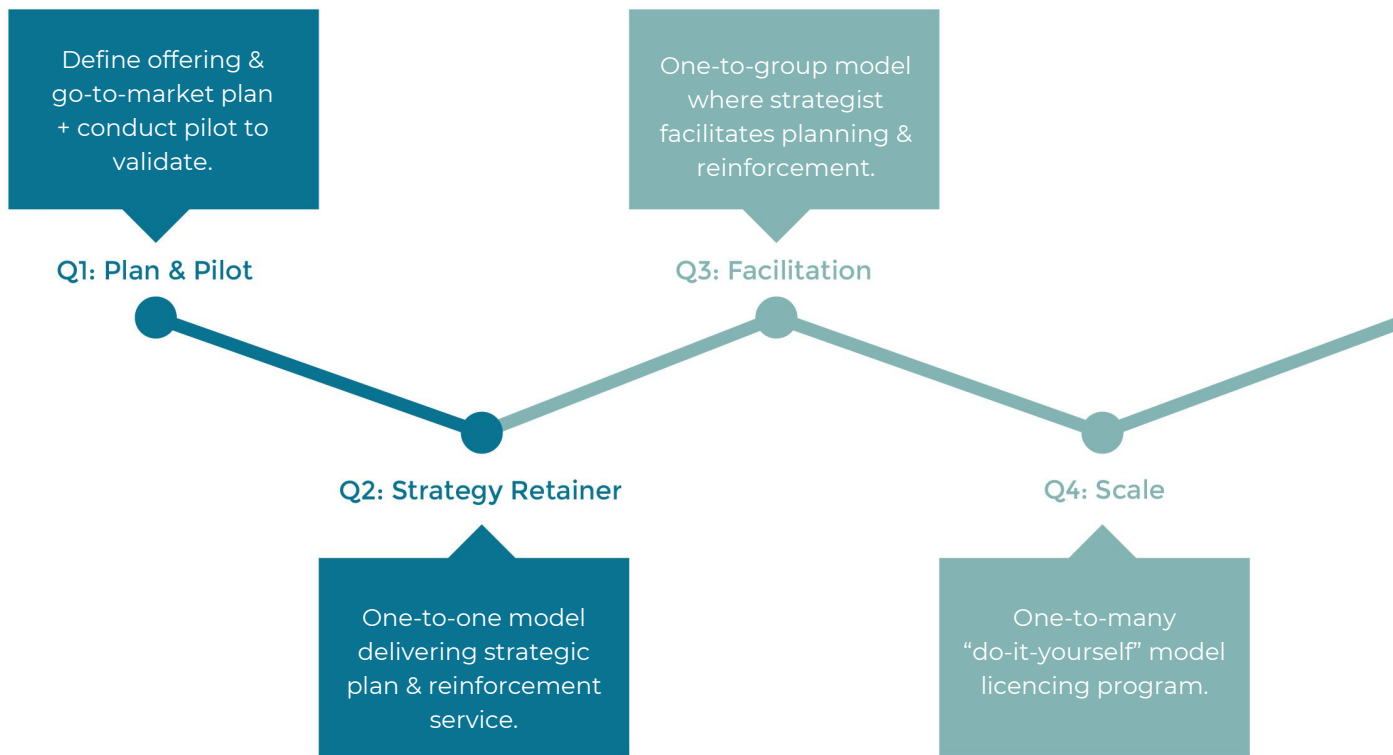 Define offering &
go-to-market plan
+ conduct pilot to
validate.
Q1: Plan & Pilot
Q2: Strategy Retainer
One-to-one model
delivering strategic
plan & reinforcement
service.
One-to-group model
where strategist
facilitates planning &
reinforcement.
Q3: Facilitation
Q4: Scale
One-to-many
“do-it-yourself” model
licencing program.